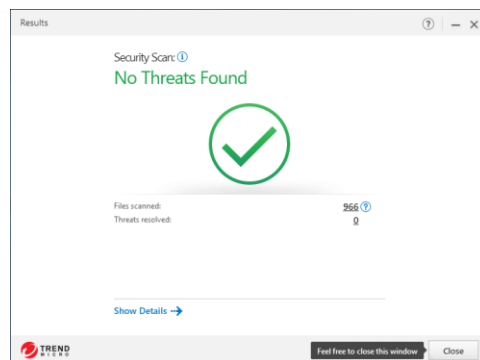 Results
Security Scan:
No Threats Found
Files scanned: 966
Threats resolved: 0
Show Details
TREND
MICRO
Feel free to close this window
Close